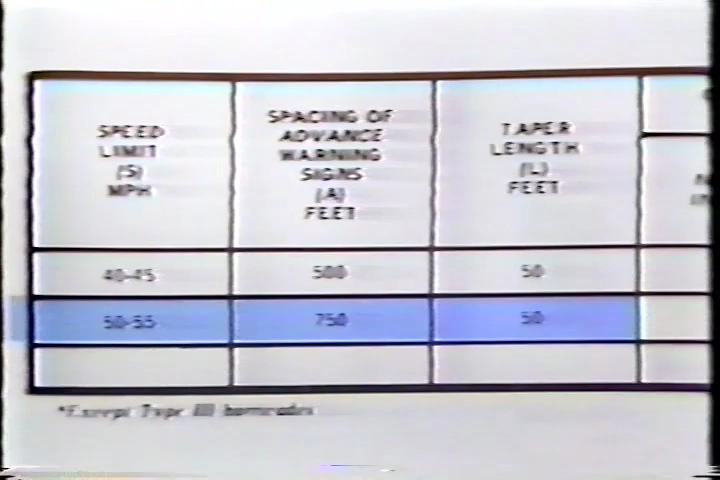 SPEED
LIMIT
(S)
MPH
SPACING OF
ADVANCE
WARNING
SIGNS
(A)
FEET
TAPER
LENGTH
(L)
FEET
40-45
500
50
50-55
750
50
*Except Type III barricades